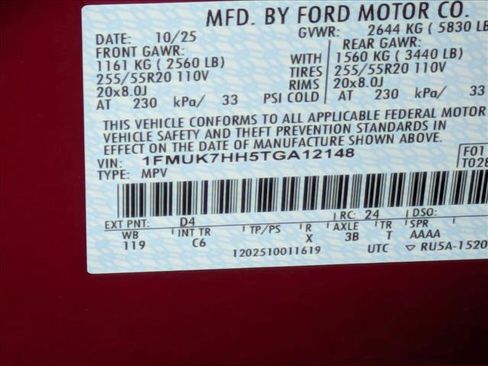 MFD. BY FORD MOTOR CO.
DATE: 10/25 GVWR: 2644 KG (5830 LB)
FRONT GAWR: REAR GAWR:
1161 KG (2560 LB) WITH 1560 KG (3440 LB)
255/55R20 110V TIRES 255/55R20 110V
20x8.0J RIMS 20x8.0J
AT 230 kPa/ 33 PSI COLD AT 230 kPa/ 33
THIS VEHICLE CONFORMS TO ALL APPLICABLE FEDERAL MOTOR
VEHICLE SAFETY AND THEFT PREVENTION STANDARDS IN
EFFECT ON THE DATE OF MANUFACTURE SHOWN ABOVE.
VIN: 1FMUK7HH5TGA12148
TYPE: MPV
F01
T028
EXT PNT: D4 RC: 24 DSO:
WB INT TR TP/PS R AXLE TR SPR
119 C6 X 3B T AAAA
1202510011619 UTC ▽ RU5A-1520